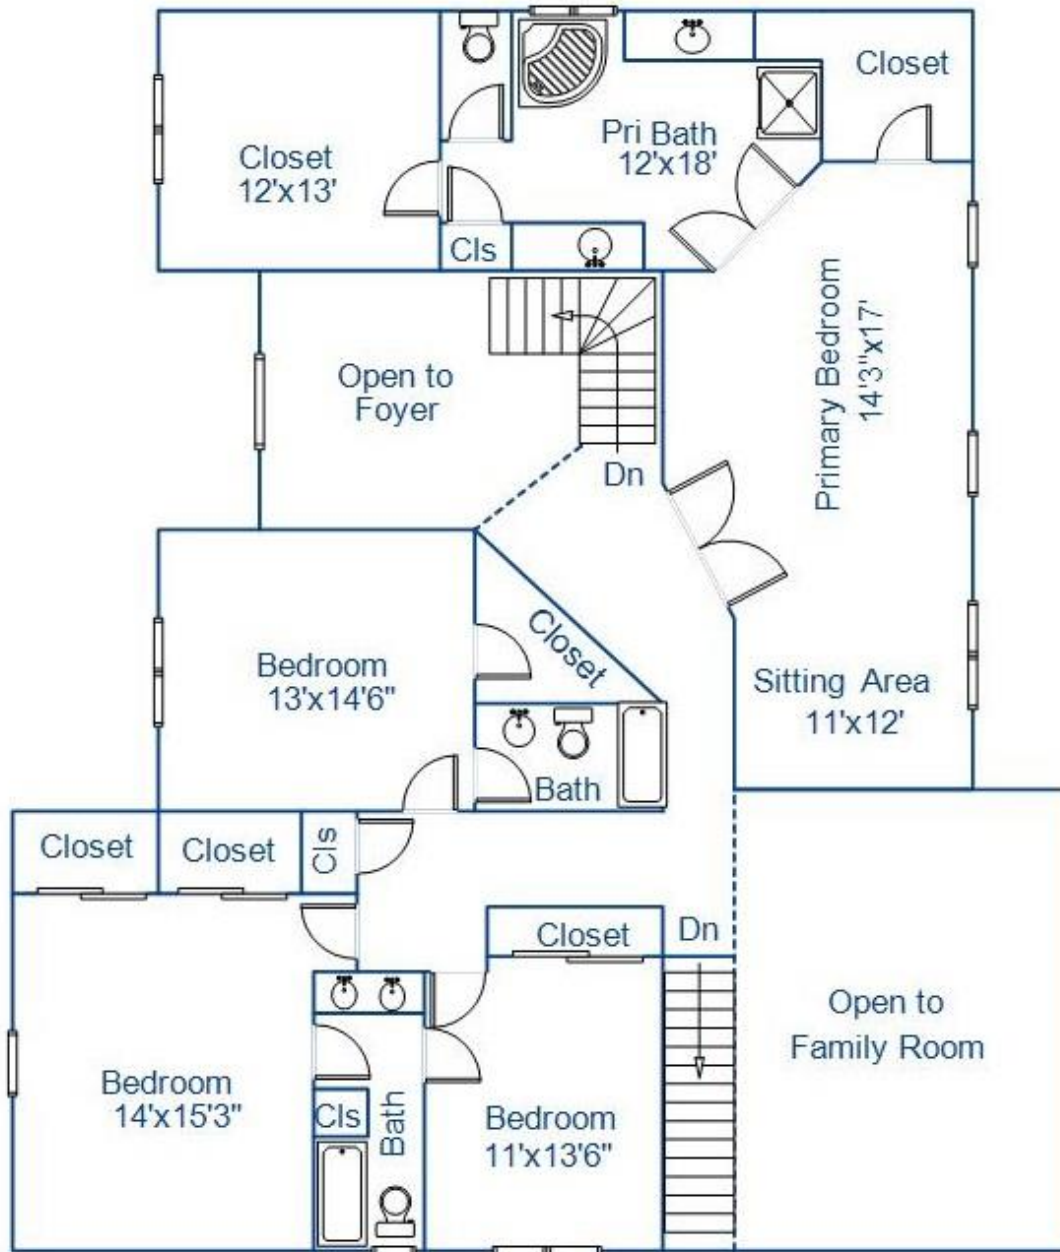 Closet
Closet
12'x13'
Pri Bath
12'x18'
Cls
Primary Bedroom
14'3"x17'
Open to
Foyer
Dn
Closet
Bedroom
13'x14'6"
Sitting Area
11'x12'
Bath
Closet
Closet
Cls
Closet
Dn
Open to
Family Room
Bedroom
14'x15'3"
Cls
Bath
Bedroom
11'x13'6"